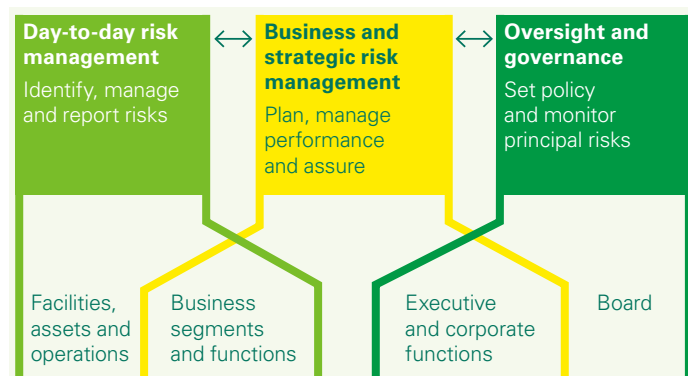 Day-to-day risk
management
Identify, manage
and report risks
Business and
strategic risk
management
Plan, manage
performance
and assure
Oversight and
governance
Set policy
and monitor
principal risks
Facilities,
assets and
operations
Business
segments
and functions
Executive
and corporate
functions
Board